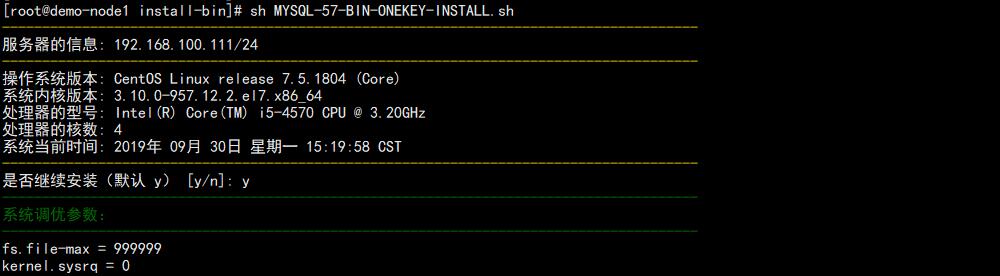 [root@demo-node1 install-bin]# sh MYSQL-57-BIN-ONEKEY-INSTALL.sh
服务器的信息: 192.168.100.111/24
操作系统版本: CentOS Linux release 7.5.1804 (Core)
系统内核版本: 3.10.0-957.12.2.el7.x86_64
处理器的型号: Intel(R) Core(TM) i5-4570 CPU @ 3.20GHz
处理器的核数: 4
系统当前时间: 2019年 09月 30日 星期一 15:19:58 CST
是否继续安装（默认 y） [y/n]: y
系统调优参数:
fs.file-max = 999999
kernel.sysrq = 0